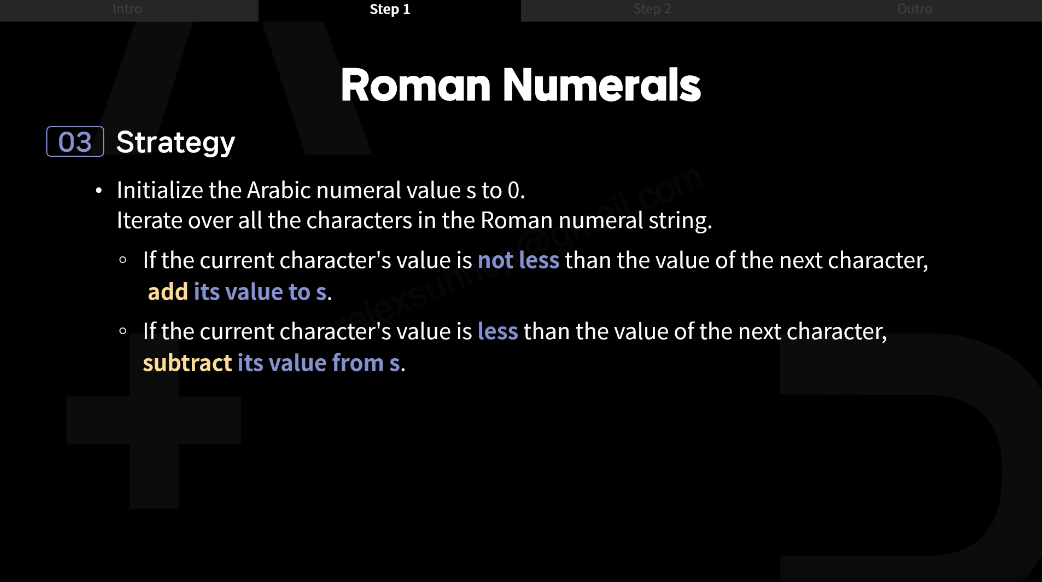 Intro Step 1 Step 2 Outro
Roman Numerals
03 Strategy
• Initialize the Arabic numeral value s to 0.
Iterate over all the characters in the Roman numeral string.
◦ If the current character's value is not less than the value of the next character,
add its value to s.
◦ If the current character's value is less than the value of the next character,
subtract its value from s.